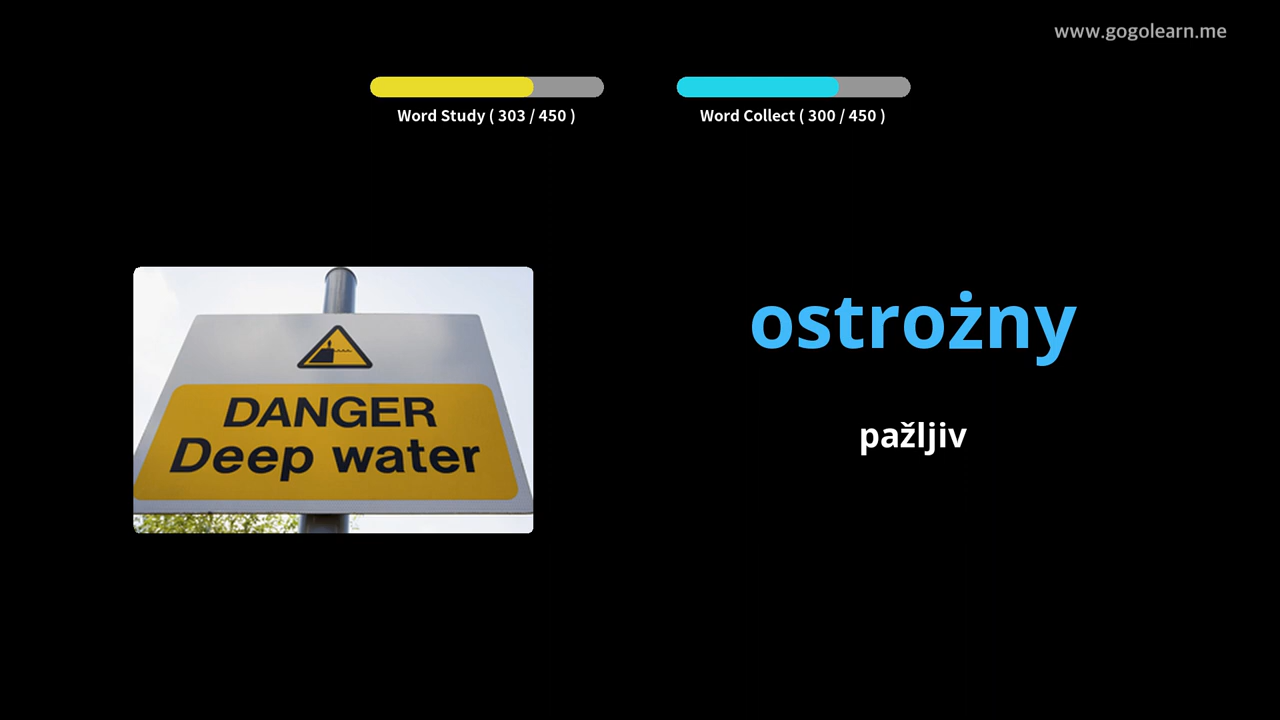 www.gogolearn.me
Word Study ( 303 / 450 )
Word Collect ( 300 / 450 )
DANGER
Deep water
ostrożny
pažljiv